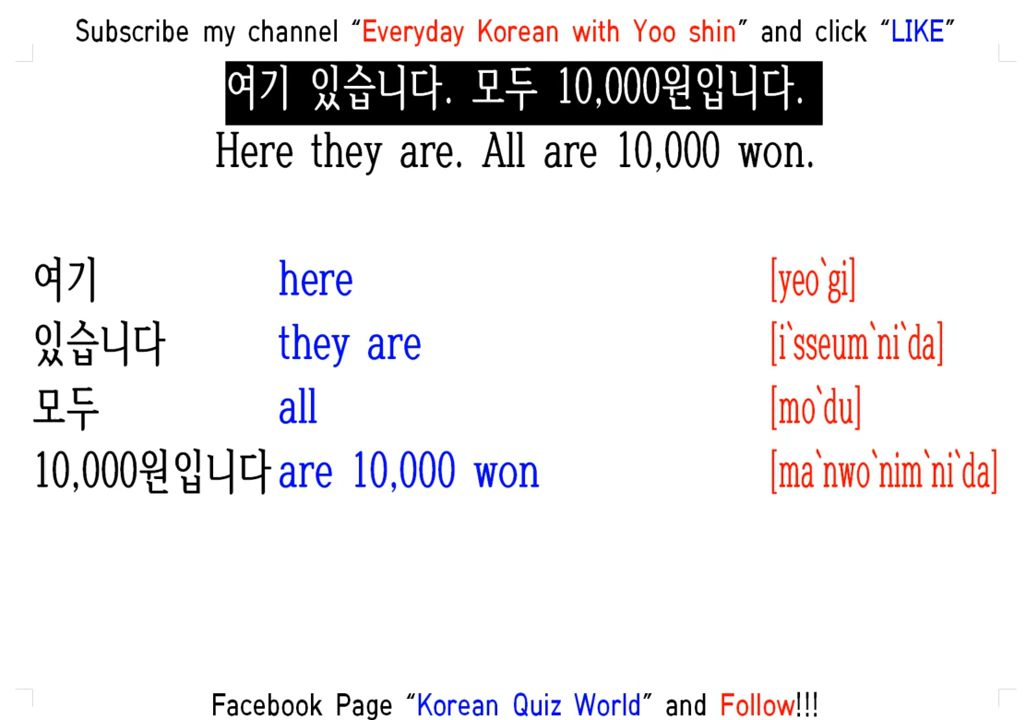 Subscribe my channel “Everyday Korean with Yoo shin” and click “LIKE”
여기 있습니다. 모두 10,000원입니다.
Here they are. All are 10,000 won.
여기 here [yeo`gi]
있습니다 they are [i`sseum`ni`da]
모두 all [mo`du]
10,000원입니다 are 10,000 won [ma`nwo`nim`ni`da]
Facebook Page “Korean Quiz World” and Follow!!!